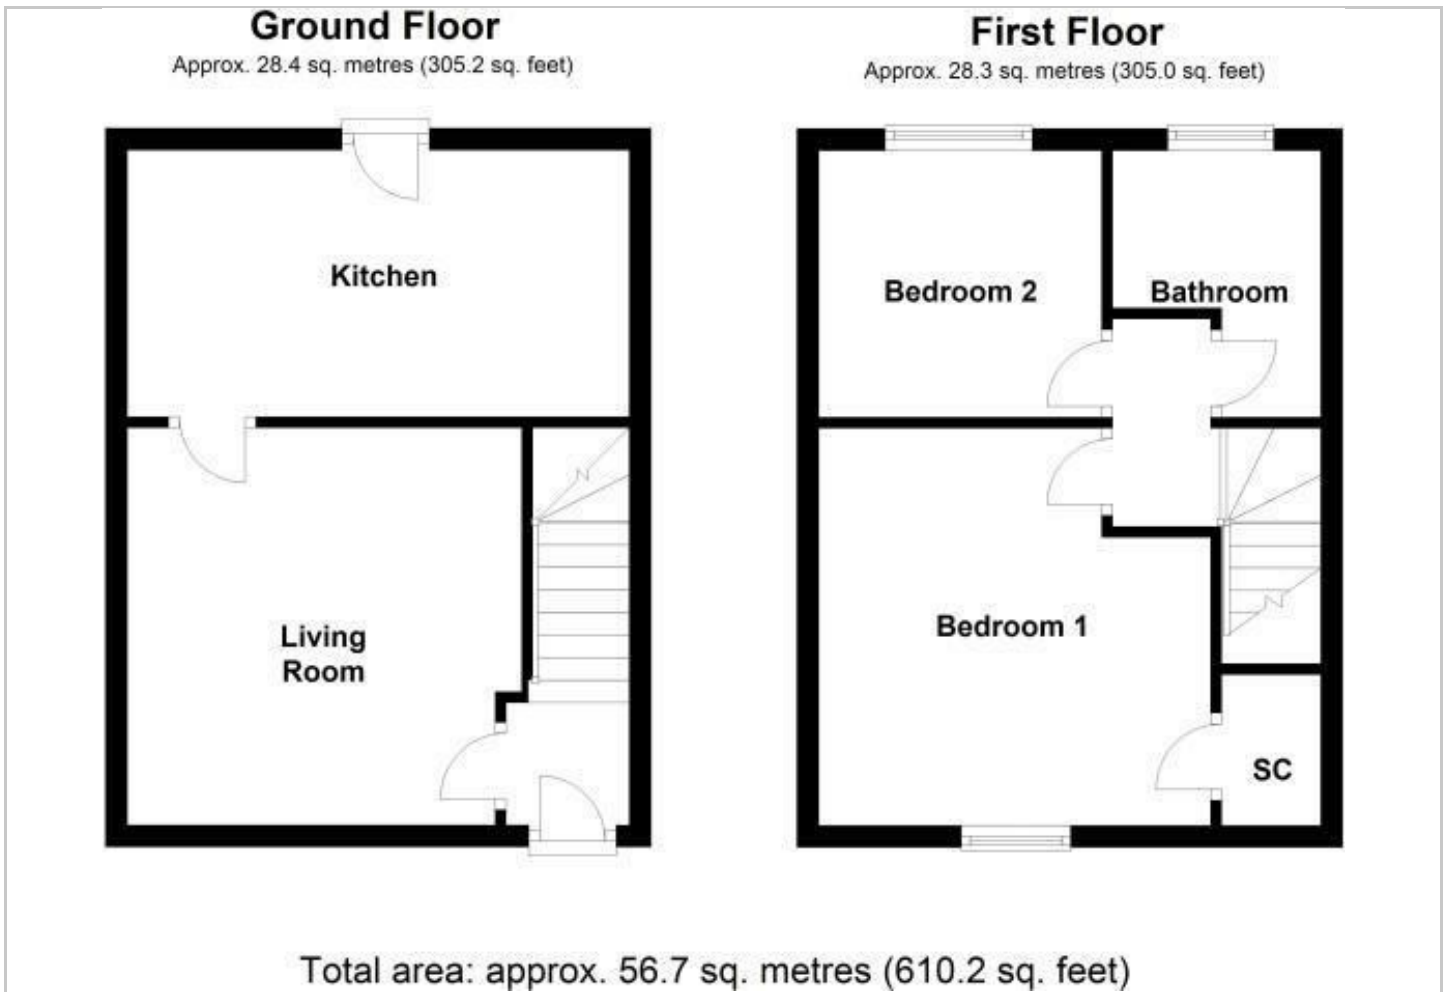 Ground Floor
Approx. 28.4 sq. metres (305.2 sq. feet)
Kitchen
Living
Room
First Floor
Approx. 28.3 sq. metres (305.0 sq. feet)
Bedroom 2
Bathroom
Bedroom 1
SC
Total area: approx. 56.7 sq. metres (610.2 sq. feet)